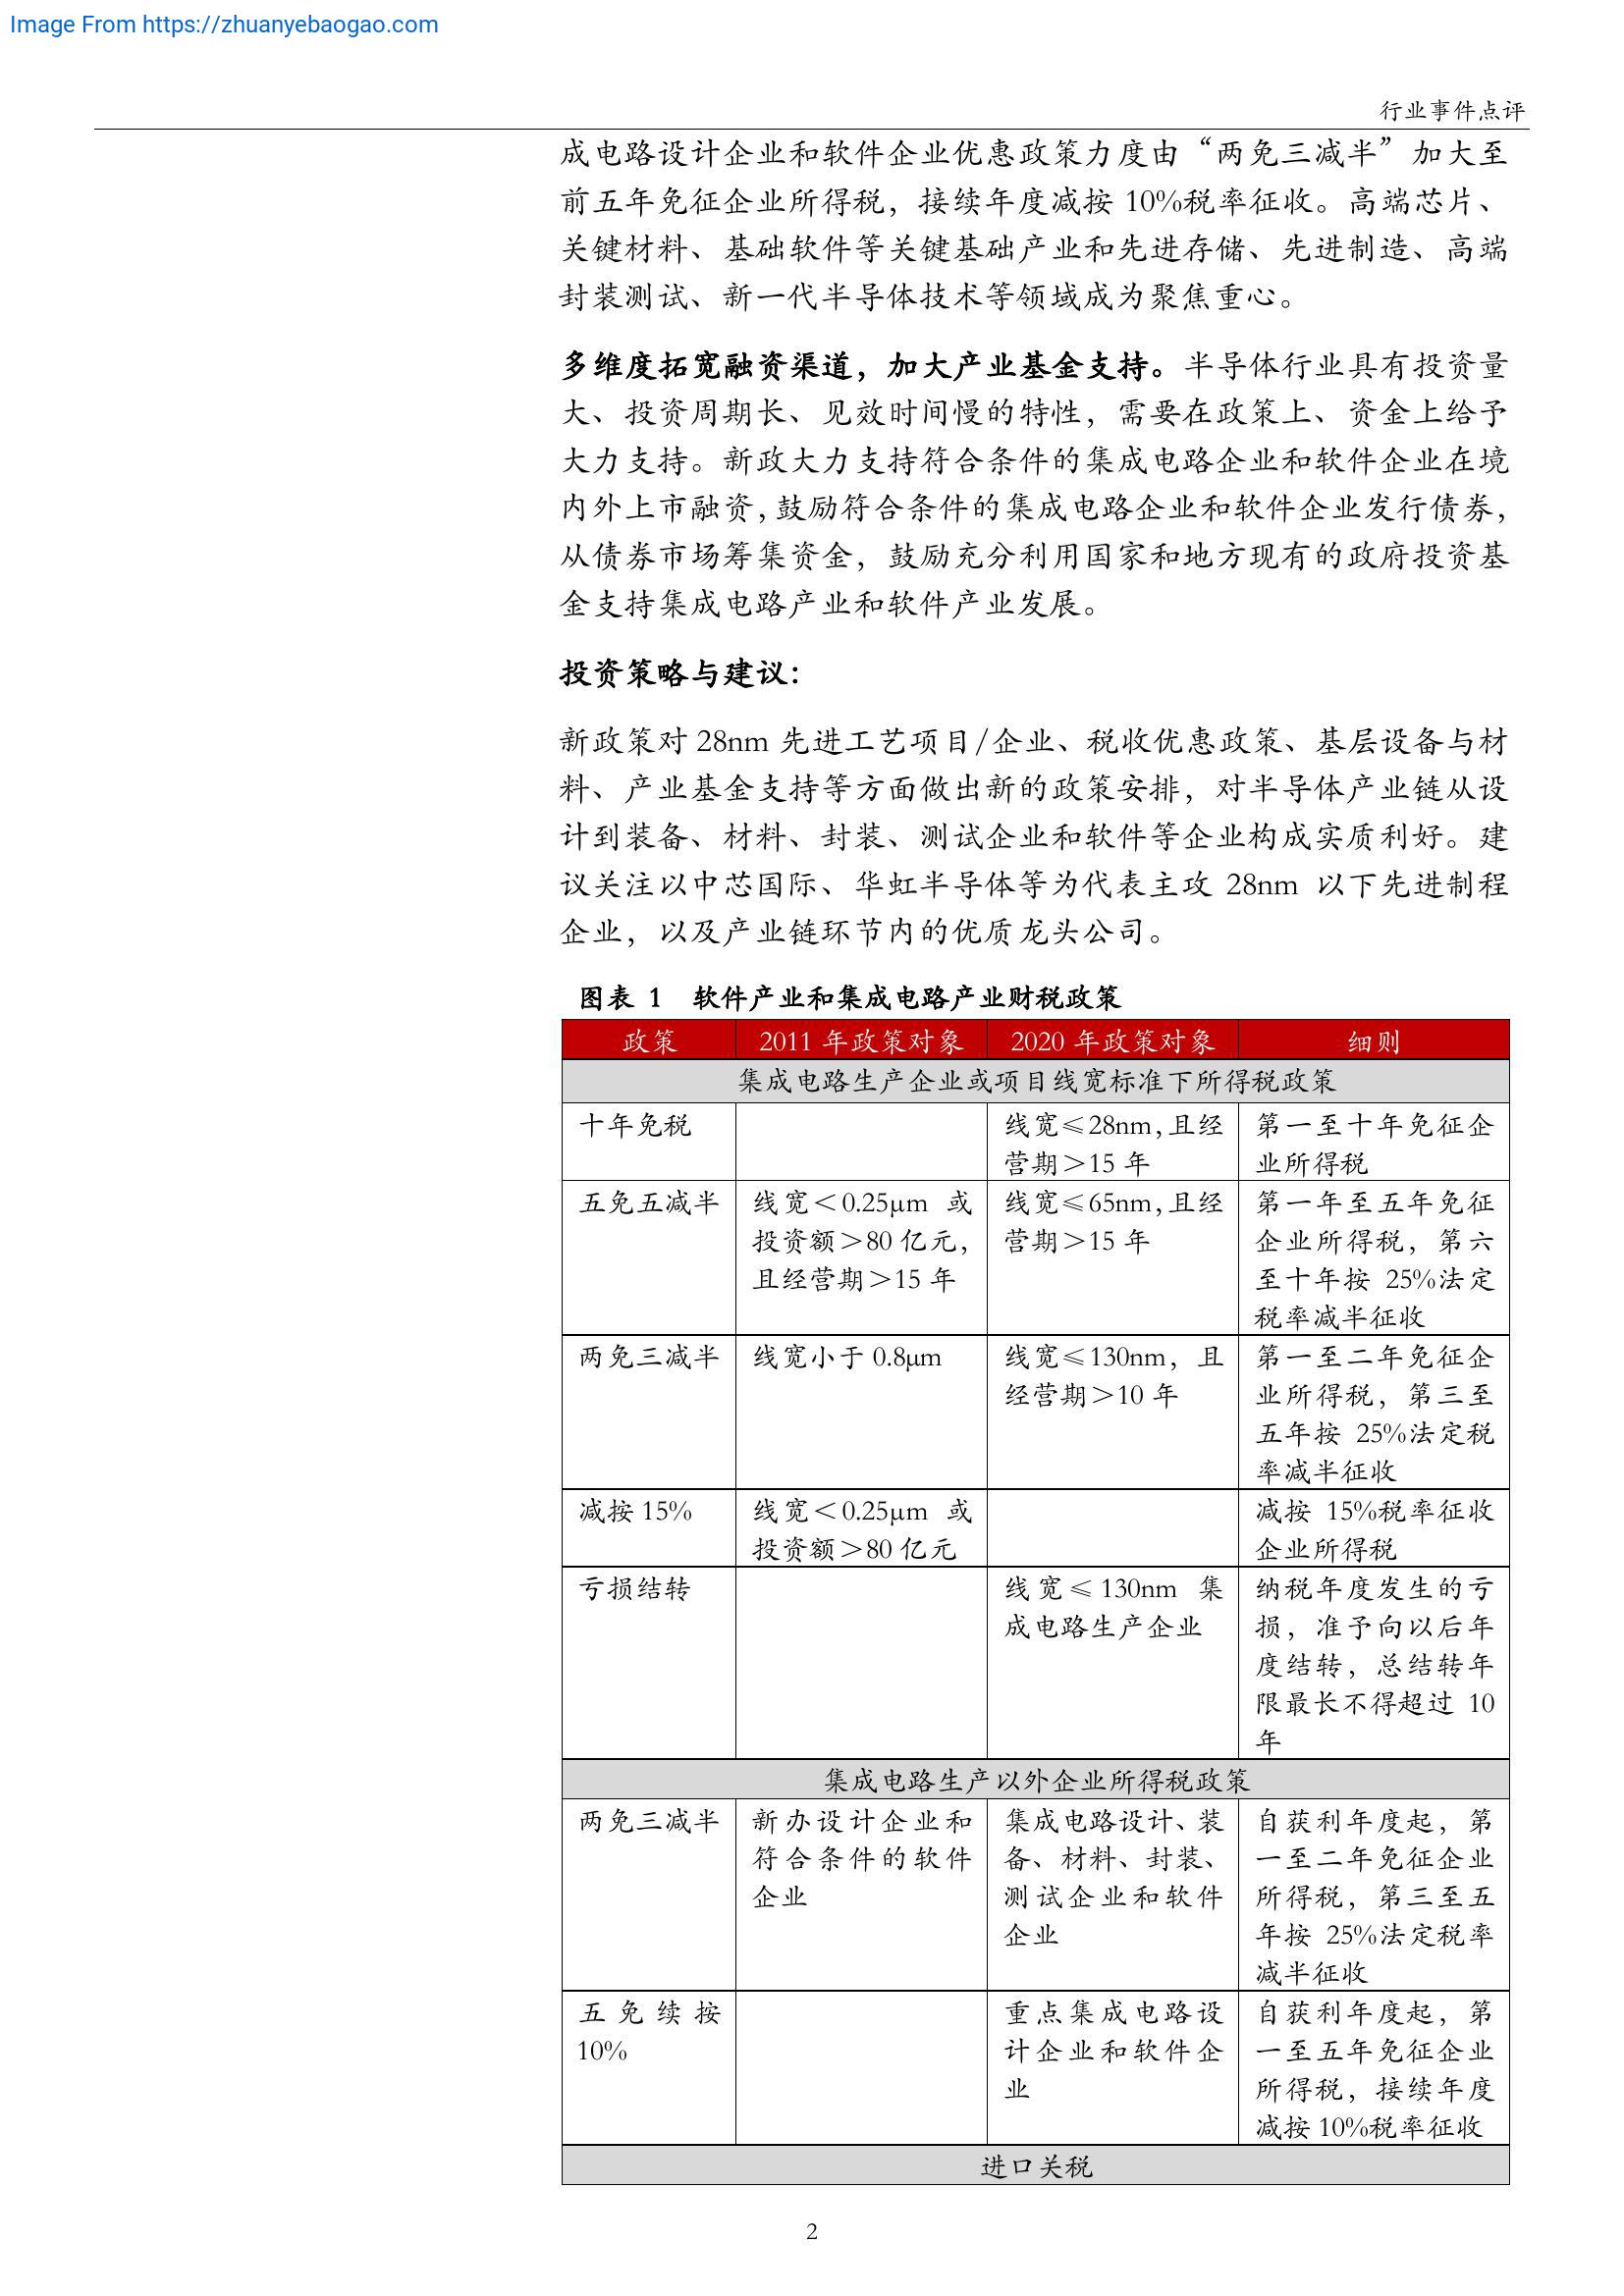 Image From https://zhuanyebaogao.com
行业事件点评
成电路设计企业和软件企业优惠政策力度由“两免三减半”加大至
前五年免征企业所得税，接续年度减按 10%税率征收。高端芯片、
关键材料、基础软件等关键基础产业和先进存储、先进制造、高端
封装测试、新一代半导体技术等领域成为聚焦重心。
多维度拓宽融资渠道，加大产业基金支持。半导体行业具有投资量
大、投资周期长、见效时间慢的特性，需要在政策上、资金上给予
大力支持。新政大力支持符合条件的集成电路企业和软件企业在境
内外上市融资，鼓励符合条件的集成电路企业和软件企业发行债券，
从债券市场筹集资金，鼓励充分利用国家和地方现有的政府投资基
金支持集成电路产业和软件产业发展。
投资策略与建议：
新政策对 28nm 先进工艺项目/企业、税收优惠政策、基层设备与材
料、产业基金支持等方面做出新的政策安排，对半导体产业链从设
计到装备、材料、封装、测试企业和软件等企业构成实质利好。建
议关注以中芯国际、华虹半导体等为代表主攻 28nm 以下先进制程
企业，以及产业链环节内的优质龙头公司。
图表 1 软件产业和集成电路产业财税政策
政策 2011 年政策对象 2020 年政策对象 细则
集成电路生产企业或项目线宽标准下所得税政策
十年免税 线宽≤28nm，且经 第一至十年免征企
营期＞15 年 业所得税
五免五减半 线宽＜0.25μm 或 线宽≤65nm，且经 第一年至五年免征
投资额＞80 亿元， 营期＞15 年 企业所得税，第六
且经营期＞15 年 至十年按 25%法定
税率减半征收
两免三减半 线宽小于 0.8μm 线宽≤130nm，且 第一至二年免征企
经营期＞10 年 业所得税，第三至
五年按 25%法定税
率减半征收
减按 15% 线宽＜0.25μm 或 减按 15%税率征收
投资额＞80 亿元 企业所得税
亏损结转 线宽≤130nm 集 纳税年度发生的亏
成电路生产企业 损，准予向以后年
度结转，总结转年
限最长不得超过 10
年
集成电路生产以外企业所得税政策
两免三减半 新办设计企业和 集成电路设计、装 自获利年度起，第
符合条件的软件 备、材料、封装、 一至二年免征企业
企业 测试企业和软件 所得税，第三至五
企业 年按 25%法定税率
减半征收
五免续按 重点集成电路设 自获利年度起，第
10% 计企业和软件企 一至五年免征企业
业 所得税，接续年度
减按 10%税率征收
进口关税
2